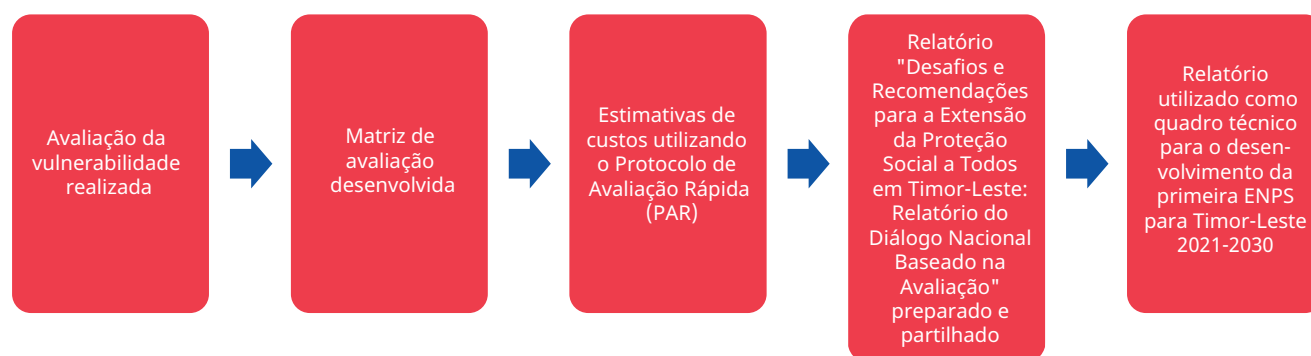 Avaliação da
vulnerabilidade
realizada
Matriz de
avaliação
desenvolvida
Estimativas de
custos utilizando
o Protocolo de
Avaliação Rápida
(PAR)
Relatório
"Desafios e
Recomendações
para a Extensão
da Proteção
Social a Todos
em Timor-Leste:
Relatório do
Diálogo Nacional
Baseado na
Avaliação"
preparado e
partilhado
Relatório
utilizado como
quadro técnico
para o desen-
volvimento da
primeira ENPS
para Timor-Leste
2021-2030